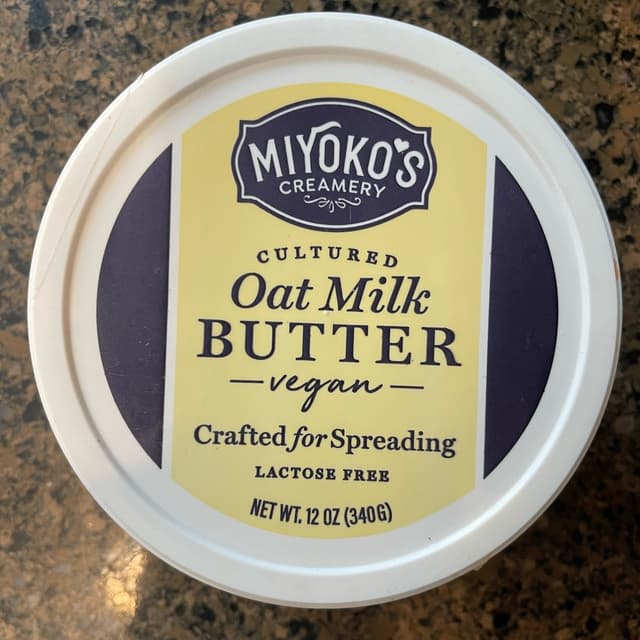 MIYOKO'S
CREAMERY
CULTURED
Oat Milk
BUTTER
vegan
Crafted for Spreading
LACTOSE FREE
NET WT. 12 OZ (340G)